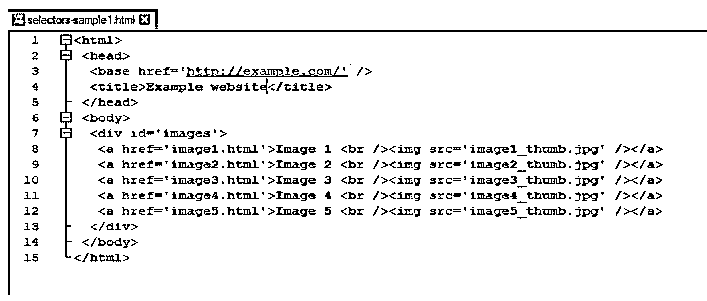 selectors-sample1.html
1 <html>
2 <head>
3 <base href='http://example.com/' />
4 <title>Example website</title>
5 </head>
6 <body>
7 <div id='images'>
8 <a href='image1.html'>Image 1 <br /><img src='image1_thumb.jpg' /></a>
9 <a href='image2.html'>Image 2 <br /><img src='image2_thumb.jpg' /></a>
10 <a href='image3.html'>Image 3 <br /><img src='image3_thumb.jpg' /></a>
11 <a href='image4.html'>Image 4 <br /><img src='image4_thumb.jpg' /></a>
12 <a href='image5.html'>Image 5 <br /><img src='image5_thumb.jpg' /></a>
13 </div>
14 </body>
15 </html>